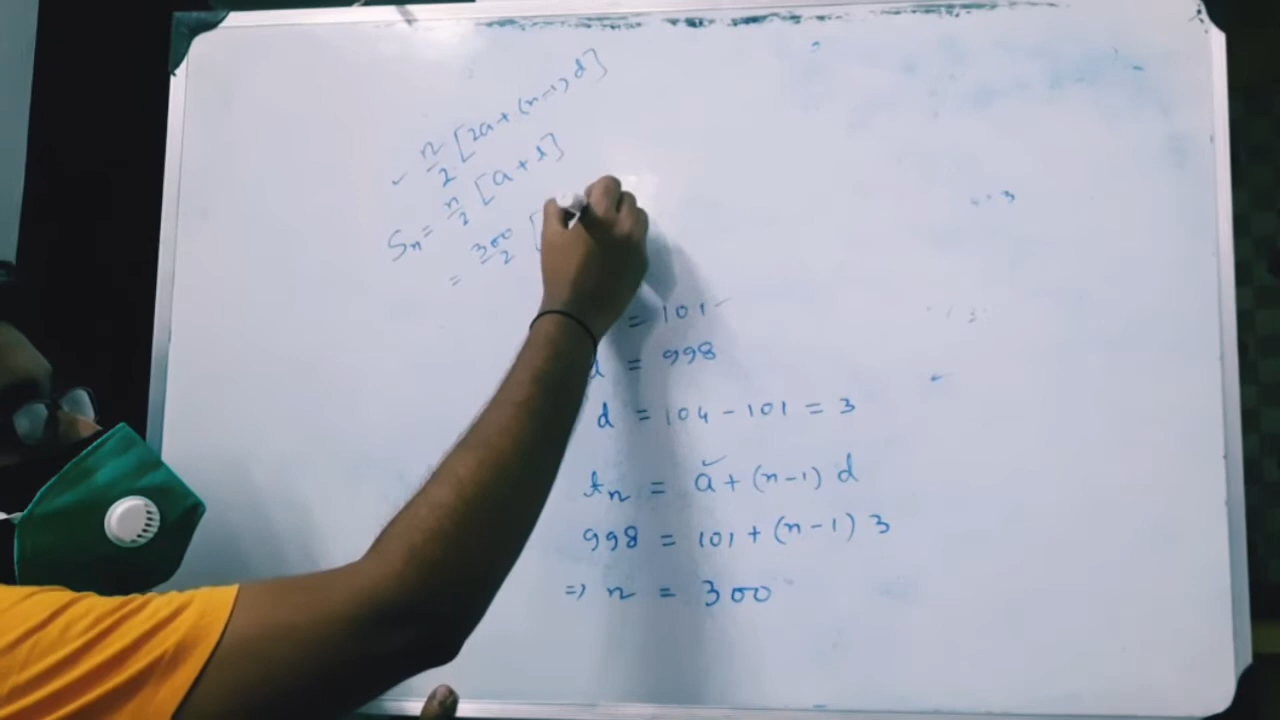 n/2 [2a + (n-1) d]
Sn = n/2 [a + l]
= 300/2 [
= 101
= 998
d = 104 - 101 = 3
tn = a + (n-1) d
998 = 101 + (n-1) 3
⇒ n = 300